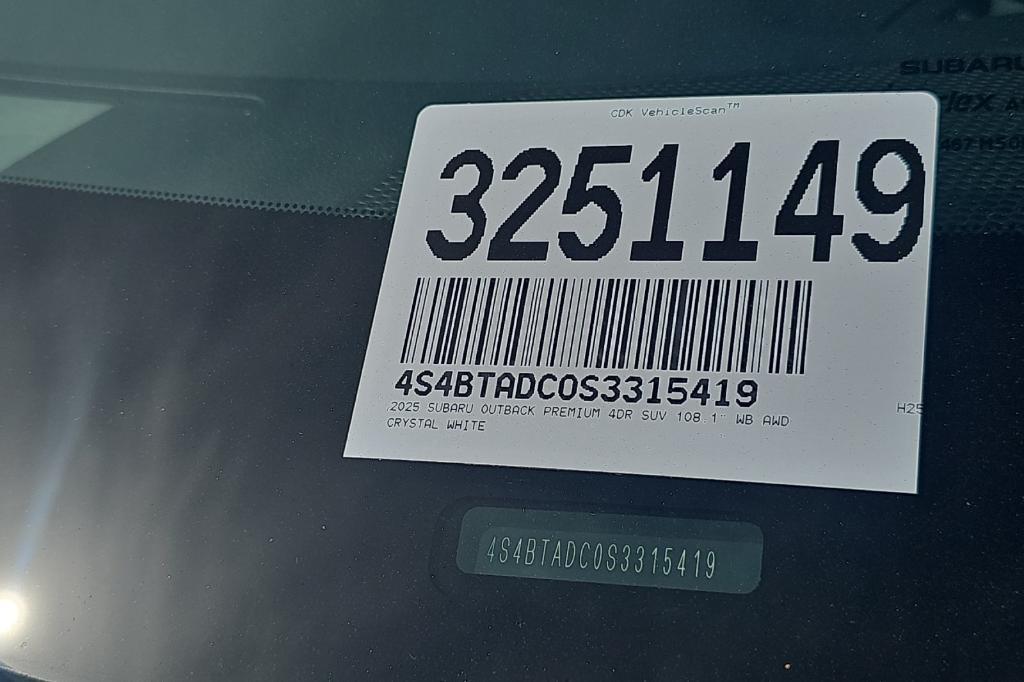 SUBARU
CDK VehicleScan™
3251149
4S4BTADC0S3315419
2025 SUBARU OUTBACK PREMIUM 4DR SUV 108.1" WB AWD
H25
CRYSTAL WHITE
4S4BTADC0S3315419